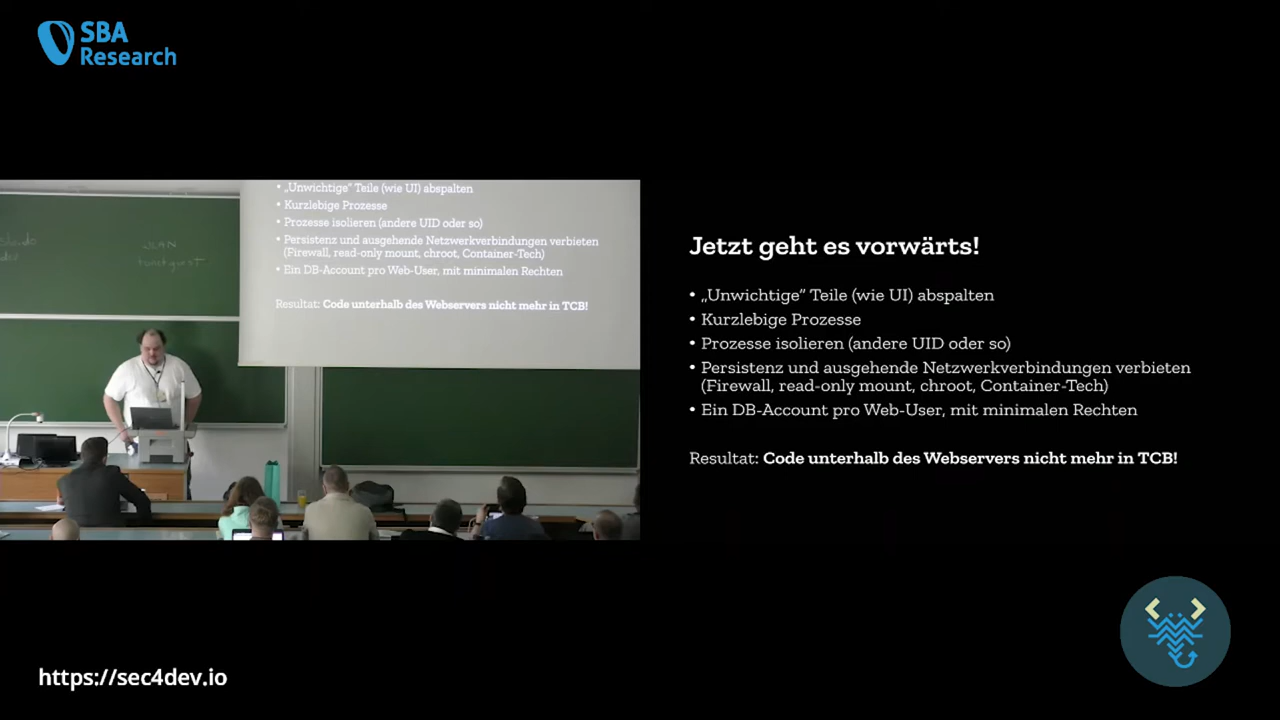 SBA
Research
WLAN
• „Unwichtige“ Teile (wie UI) abspalten
• Kurzlebige Prozesse
• Prozesse isolieren (andere UID oder so)
• Persistenz und ausgehende Netzwerkverbindungen verbieten
(Firewall, read-only mount, chroot, Container-Tech)
• Ein DB-Account pro Web-User, mit minimalen Rechten
Resultat: Code unterhalb des Webservers nicht mehr in TCB!
Jetzt geht es vorwärts!
• „Unwichtige“ Teile (wie UI) abspalten
• Kurzlebige Prozesse
• Prozesse isolieren (andere UID oder so)
• Persistenz und ausgehende Netzwerkverbindungen verbieten
(Firewall, read-only mount, chroot, Container-Tech)
• Ein DB-Account pro Web-User, mit minimalen Rechten
Resultat: Code unterhalb des Webservers nicht mehr in TCB!
https://sec4dev.io